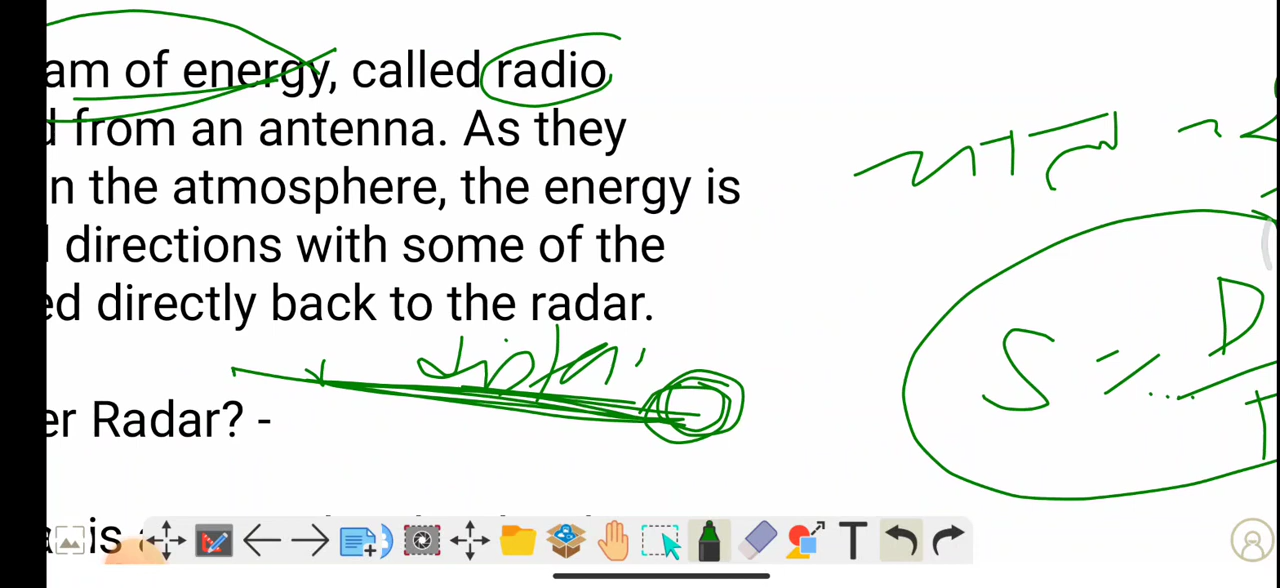 am of energy, called radio
d from an antenna. As they
n the atmosphere, the energy is
l directions with some of the
ed directly back to the radar.
er Radar? -
is
S = D
T